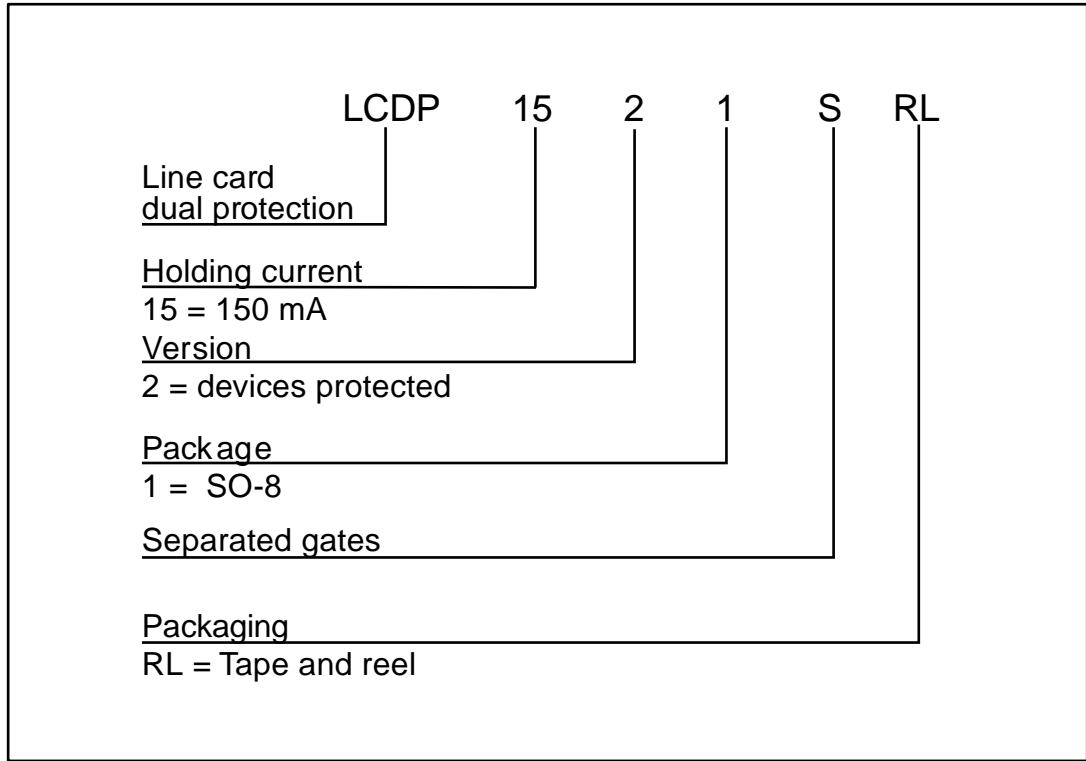 LCDP 15 2 1 S RL
Line card
dual protection
Holding current
15 = 150 mA
Version
2 = devices protected
Package
1 = SO-8
Separated gates
Packaging
RL = Tape and reel